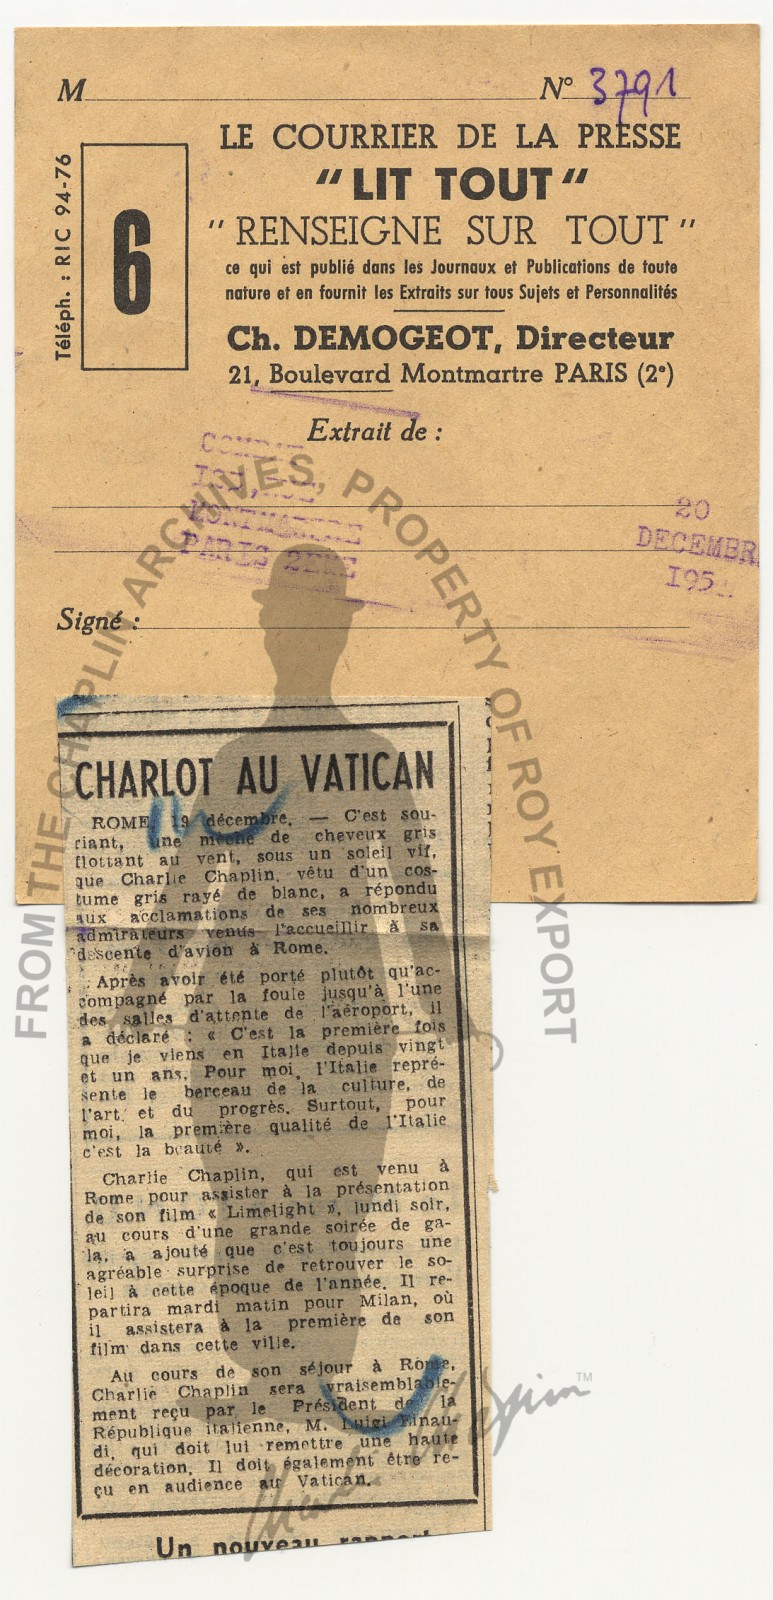 M N° 3791
LE COURRIER DE LA PRESSE
"LIT TOUT"
"RENSEIGNE SUR TOUT"
ce qui est publié dans les Journaux et Publications de toute
nature et en fournit les Extraits sur tous Sujets et Personnalités
Ch. DEMOGEOT, Directeur
21, Boulevard Montmartre PARIS (2e)
Téléph. : RIC 94-76
6
Extrait de :
MONTMARTRE
PARIS 2EME
20
DECEMBR
195
Signé :
CHARLOT AU VATICAN
ROME, 19 décembre. — C'est sou-
riant, une mèche de cheveux gris
flottant au vent, sous un soleil vif,
que Charlie Chaplin, vêtu d'un cos-
tume gris rayé de blanc, a répondu
aux acclamations de ses nombreux
admirateurs venus l'accueillir à sa
descente d'avion à Rome.
Après avoir été porté plutôt qu'ac-
compagné par la foule jusqu'à l'une
des salles d'attente de l'aéroport, il
a déclaré : « C'est la première fois
que je viens en Italie depuis vingt
et un ans. Pour moi, l'Italie repré-
sente le berceau de la culture, de
l'art et du progrès. Surtout, pour
moi, la première qualité de l'Italie
c'est la beauté ».
Charlie Chaplin, qui est venu à
Rome pour assister à la présentation
de son film « Limelight », lundi soir,
au cours d'une grande soirée de ga-
la, a ajouté que c'est toujours une
agréable surprise de retrouver le so-
leil à cette époque de l'année. Il re-
partira mardi matin pour Milan, où
il assistera à la première de son
film dans cette ville.
Au cours de son séjour à Rome,
Charlie Chaplin sera vraisemblable-
ment reçu par le Président de la
République italienne, M. Luigi Einau-
di, qui doit lui remettre une haute
décoration. Il doit également être re-
çu en audience au Vatican.
Un nouveau rapport
FROM THE CHAPLIN ARCHIVES, PROPERTY OF ROY EXPORT
Charlie Chaplin TM